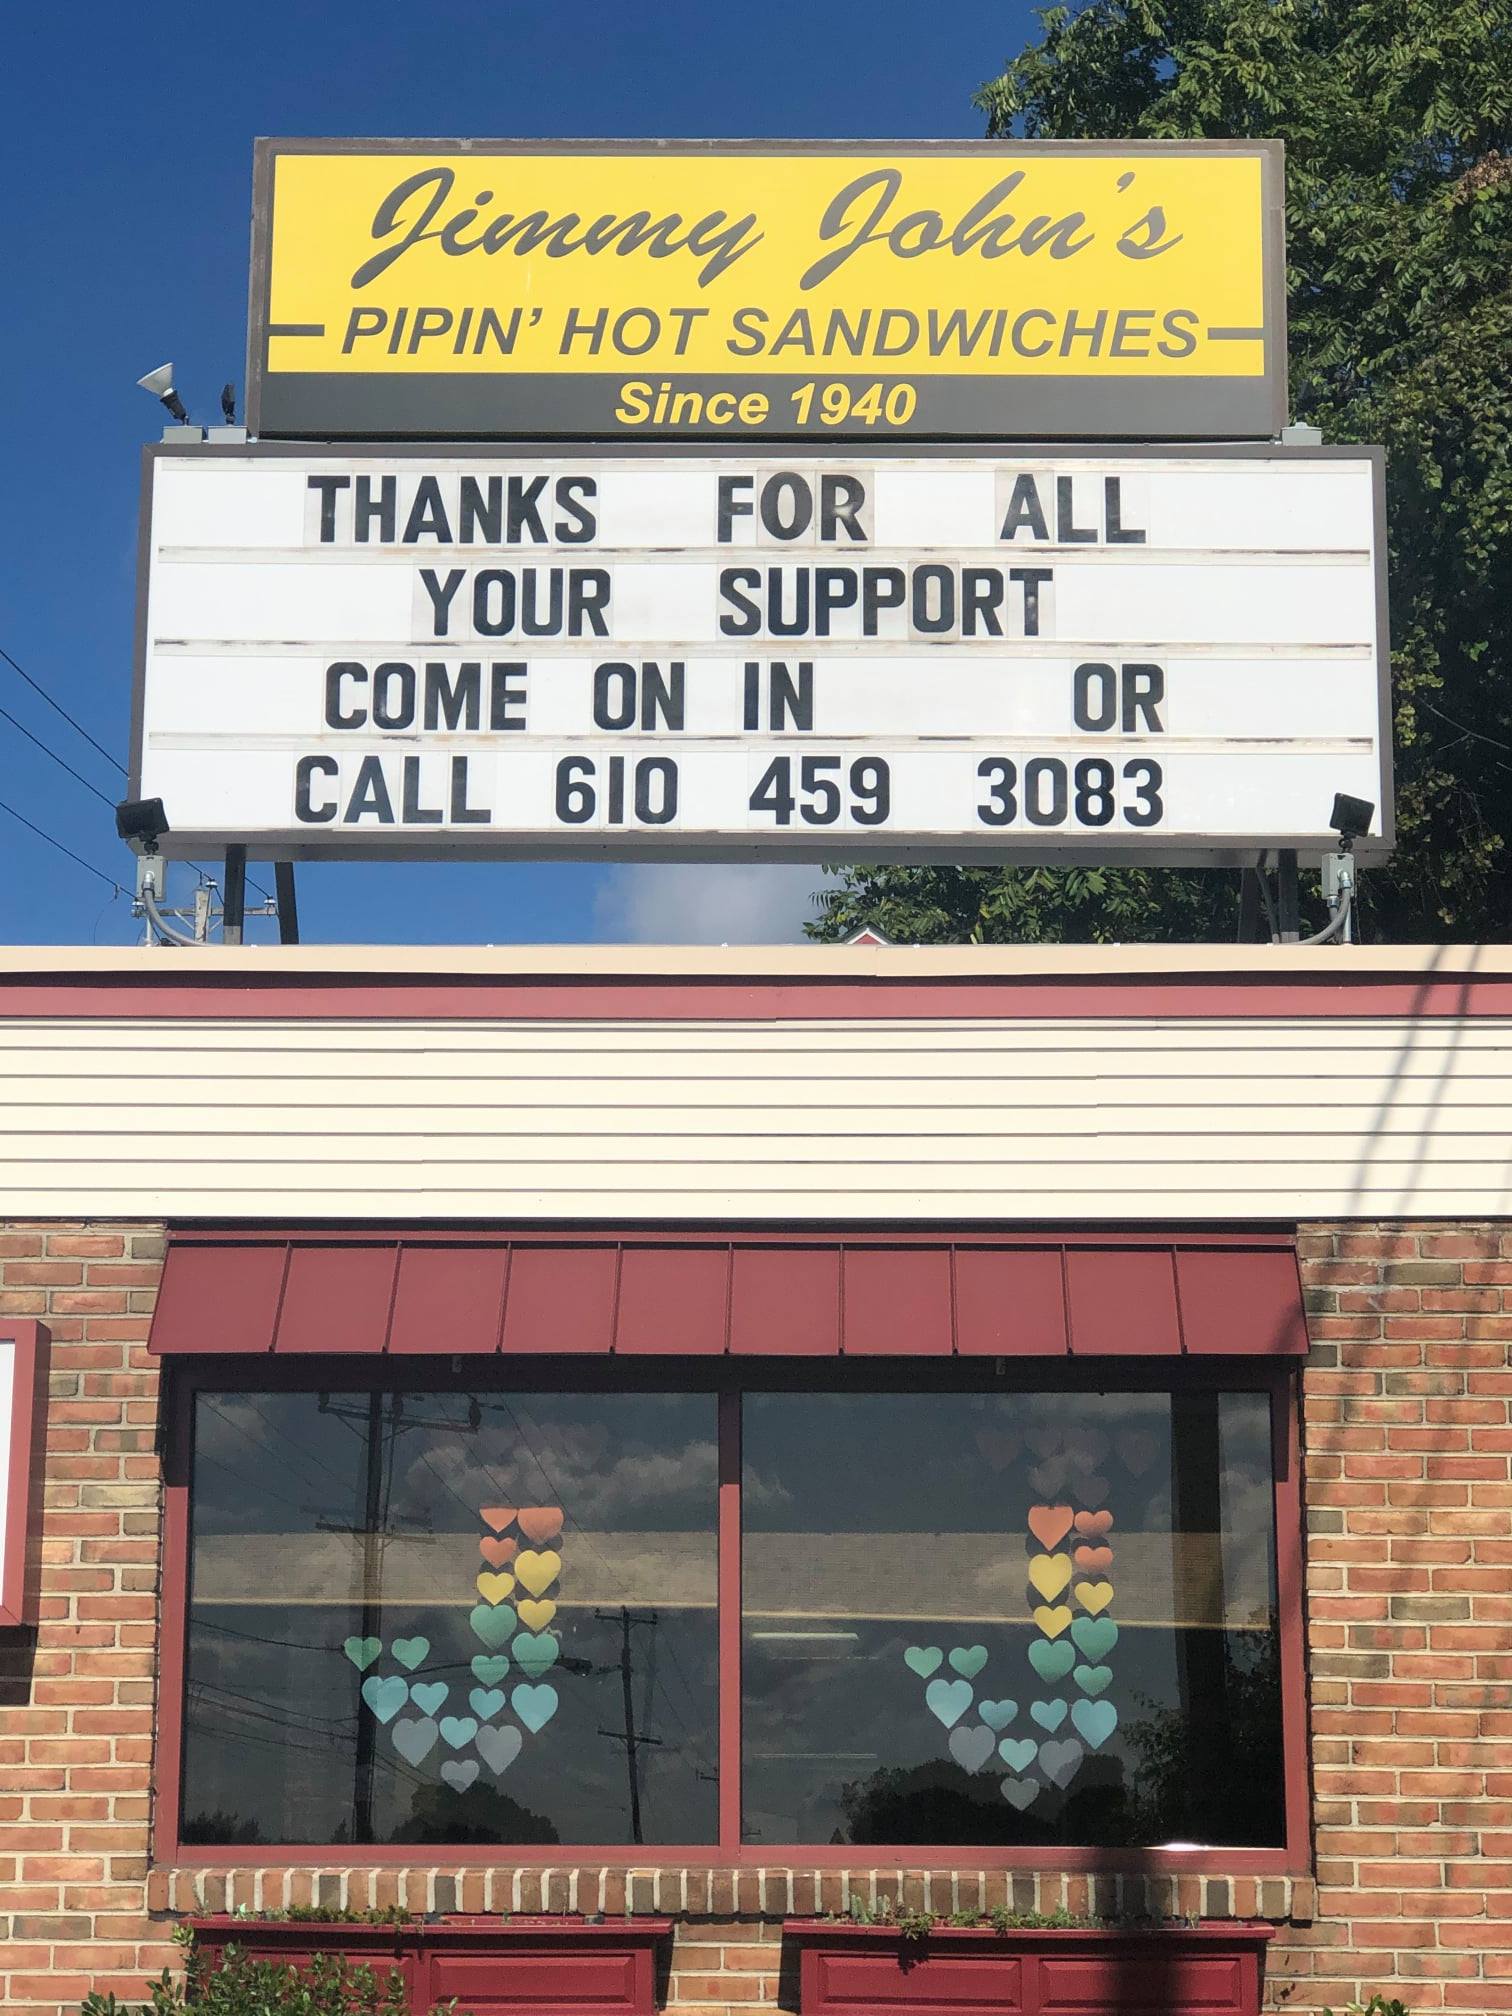 Jimmy John's
PIPIN' HOT SANDWICHES
Since 1940
THANKS FOR ALL
YOUR SUPPORT
COME ON IN OR
CALL 610 459 3083